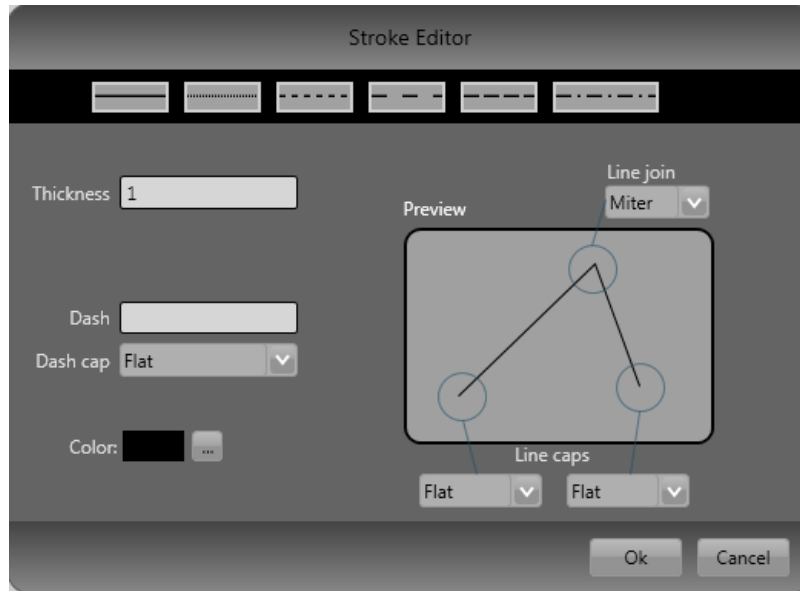 Stroke Editor
Thickness 1
Line join
Miter
Preview
Dash
Dash cap Flat
Color: ...
Line caps
Flat Flat
Ok Cancel